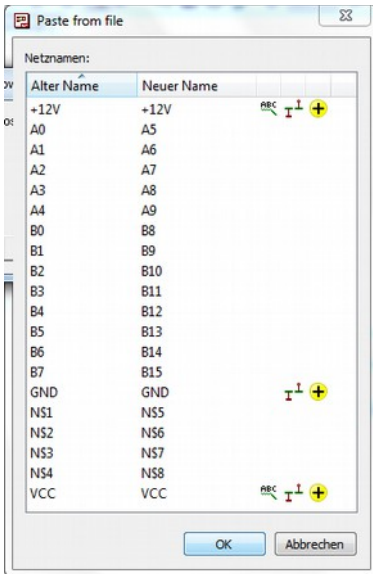 Paste from file
Netznamen:
Alter Name Neuer Name
+12V +12V ABC
A0 A5
A1 A6
A2 A7
A3 A8
A4 A9
B0 B8
B1 B9
B2 B10
B3 B11
B4 B12
B5 B13
B6 B14
B7 B15
GND GND
N$1 N$5
N$2 N$6
N$3 N$7
N$4 N$8
VCC VCC ABC
OK Abbrechen